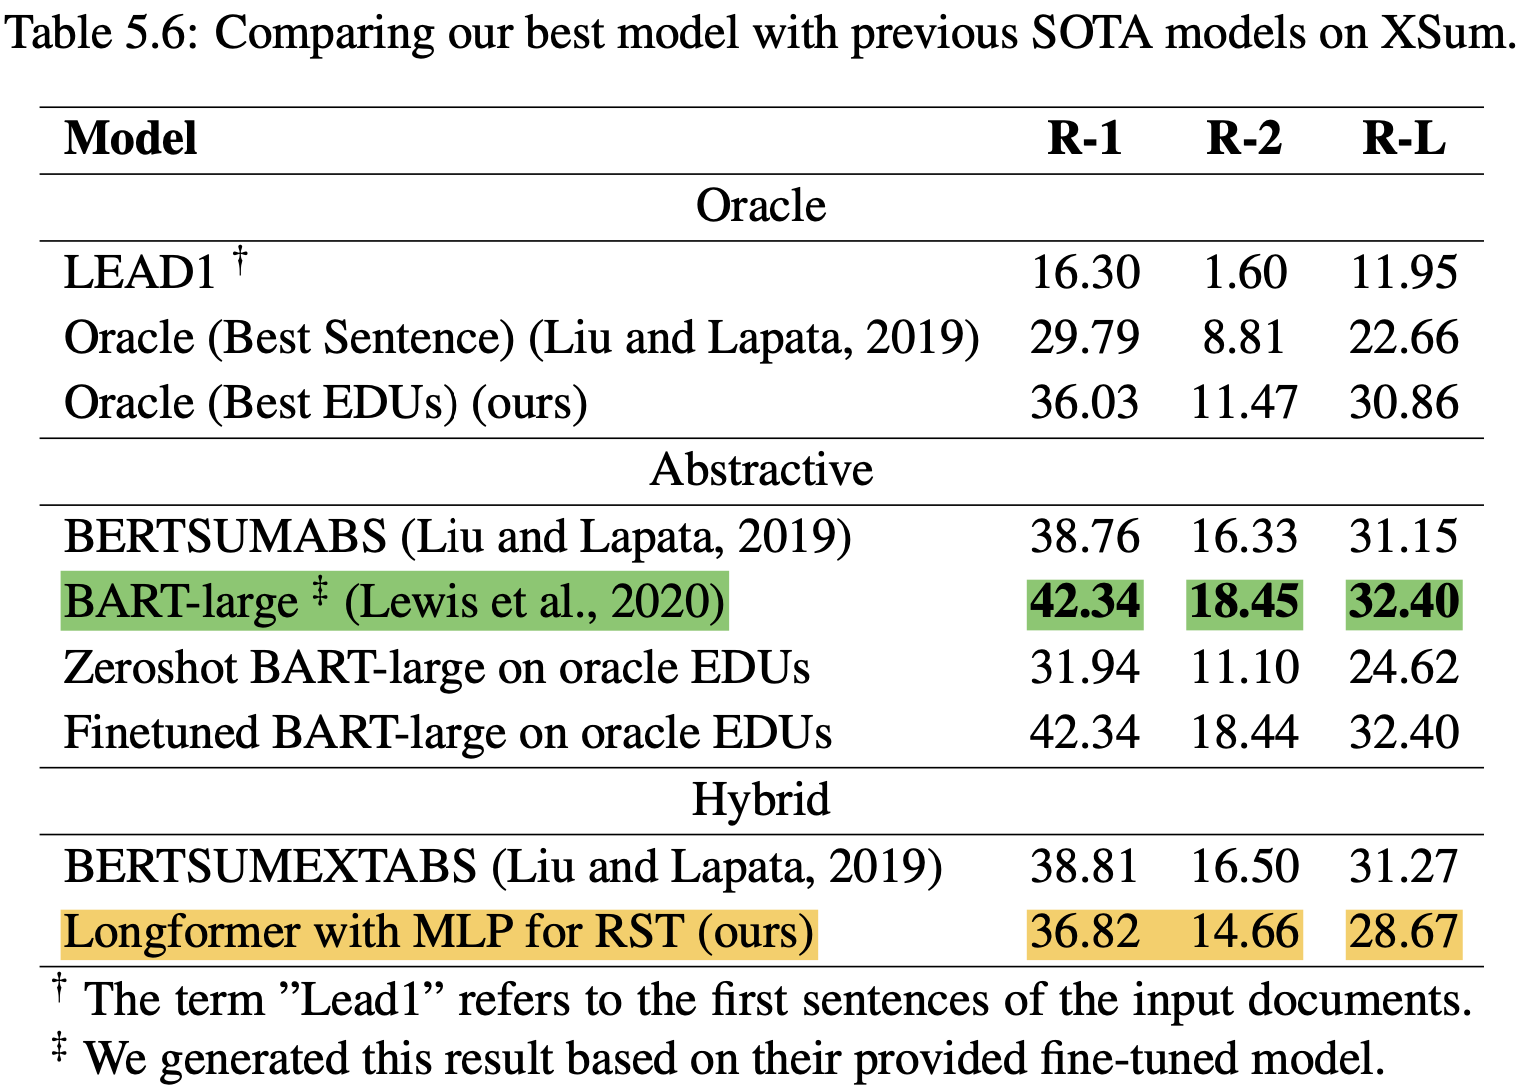 Table 5.6: Comparing our best model with previous SOTA models on XSum.
Model R-1 R-2 R-L
Oracle
LEAD1 † 16.30 1.60 11.95
Oracle (Best Sentence) (Liu and Lapata, 2019) 29.79 8.81 22.66
Oracle (Best EDUs) (ours) 36.03 11.47 30.86
Abstractive
BERTSUMABS (Liu and Lapata, 2019) 38.76 16.33 31.15
BART-large ‡ (Lewis et al., 2020) 42.34 18.45 32.40
Zeroshot BART-large on oracle EDUs 31.94 11.10 24.62
Finetuned BART-large on oracle EDUs 42.34 18.44 32.40
Hybrid
BERTSUMEXTABS (Liu and Lapata, 2019) 38.81 16.50 31.27
Longformer with MLP for RST (ours) 36.82 14.66 28.67
† The term ”Lead1” refers to the first sentences of the input documents.
‡ We generated this result based on their provided fine-tuned model.